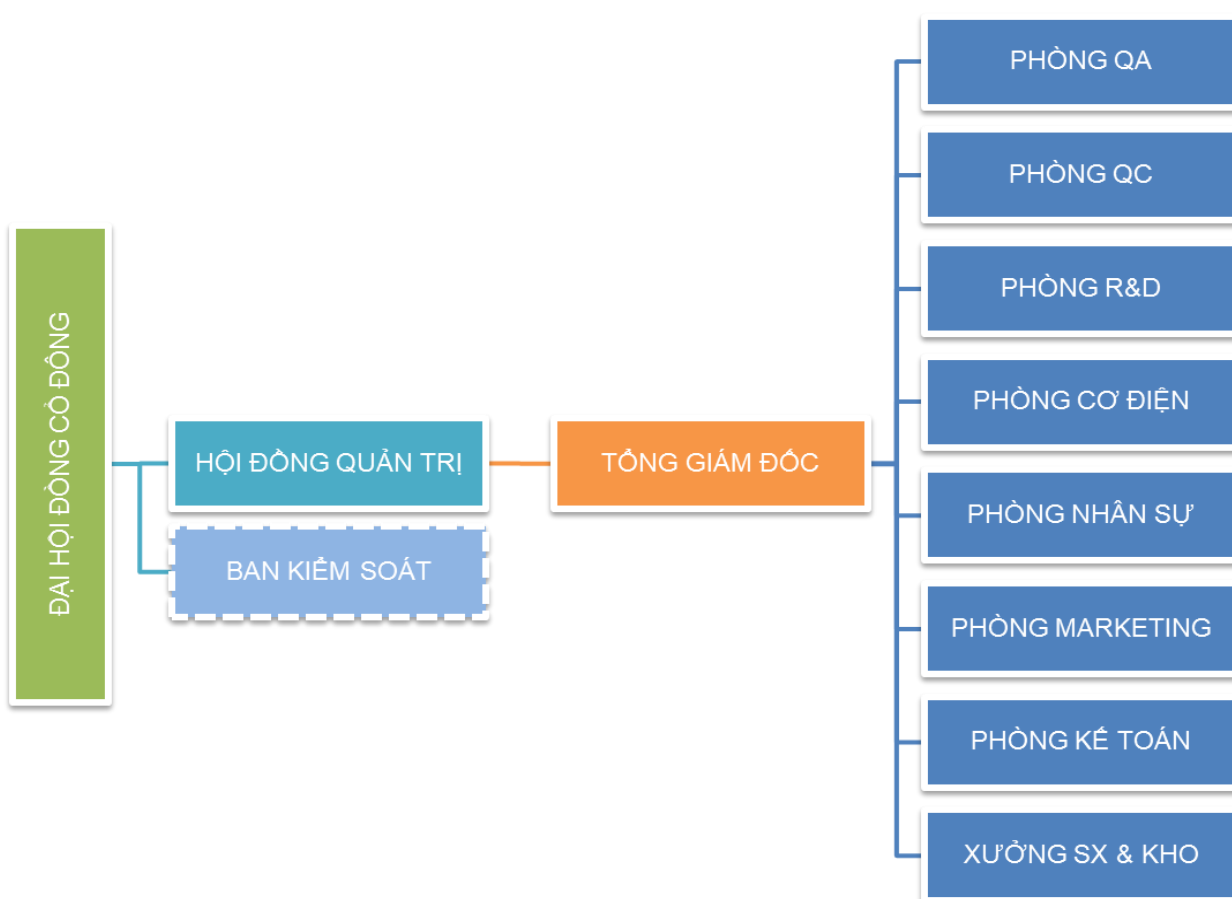 ĐẠI HỘI ĐỒNG CỔ ĐÔNG
HỘI ĐỒNG QUẢN TRỊ
BAN KIỂM SOÁT
TỔNG GIÁM ĐỐC
PHÒNG QA
PHÒNG QC
PHÒNG R&D
PHÒNG CƠ ĐIỆN
PHÒNG NHÂN SỰ
PHÒNG MARKETING
PHÒNG KẾ TOÁN
XƯỞNG SX & KHO